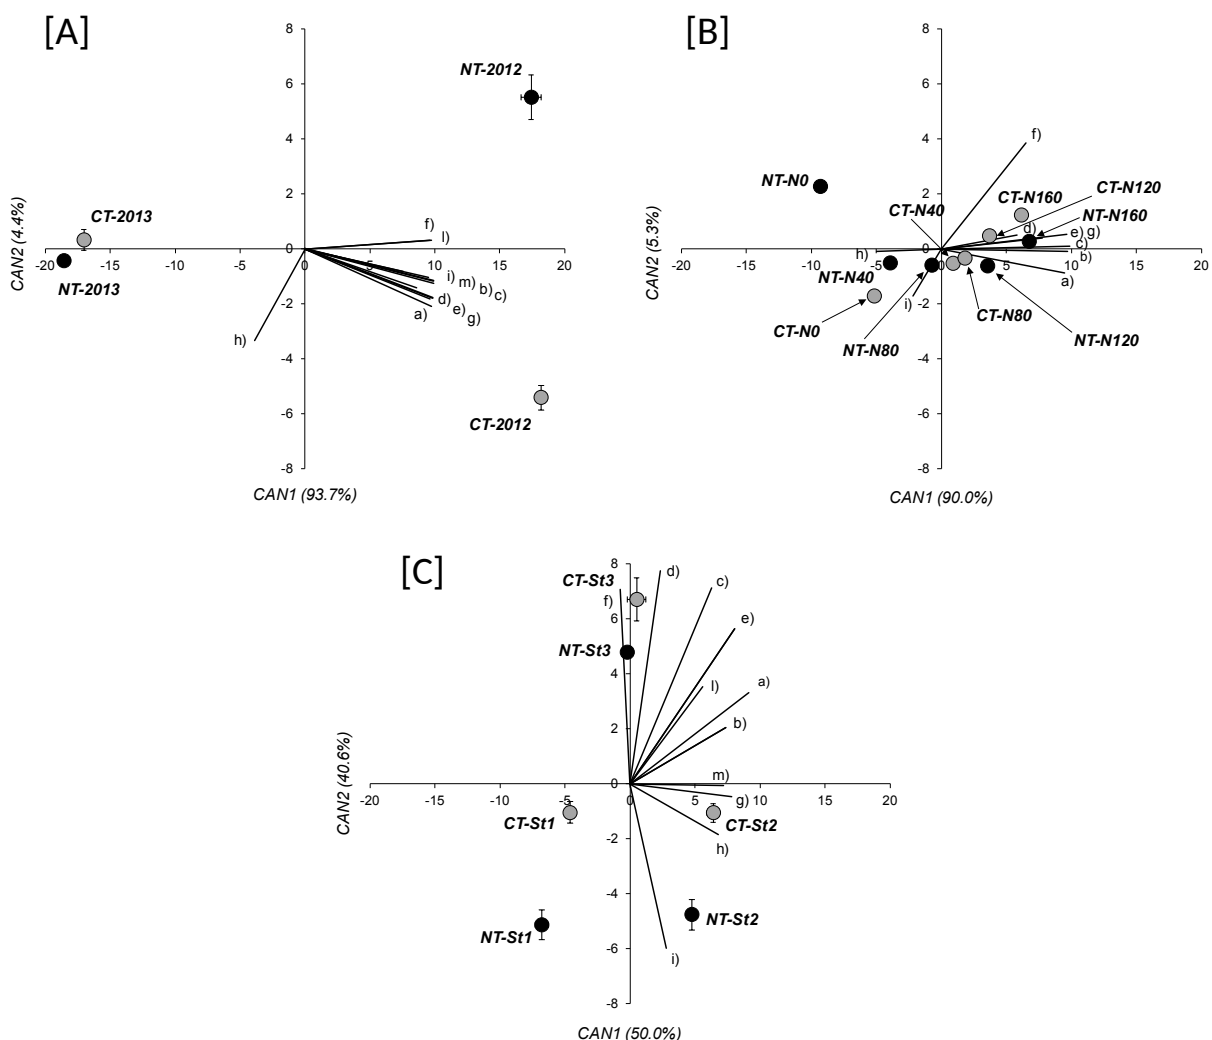 [A]
8
6
4
2
0
-2
-4
-6
-8
-20
-15
-10
-5
0
5
10
15
20
NT-2012
CT-2013
NT-2013
CT-2012
f)
l)
i)
m)
b)
c)
d)
e)
g)
a)
h)
CAN2 (4.4%)
CAN1 (93.7%)
[B]
8
6
4
2
0
-2
-4
-6
-8
-20
-15
-10
-5
0
5
10
15
20
f)
NT-N0
CT-N120
CT-N160
CT-N40
NT-N160
d)
e)
g)
c)
b)
h)
a)
i)
NT-N40
CT-N0
NT-N80
CT-N80
NT-N120
CAN2 (5.3%)
CAN1 (90.0%)
[C]
8
6
4
2
0
-2
-4
-6
-8
-20
-15
-10
-5
0
5
10
15
20
CT-St3
d)
c)
f)
e)
NT-St3
l)
a)
b)
m)
g)
h)
i)
CT-St1
CT-St2
NT-St1
NT-St2
CAN2 (40.6%)
CAN1 (50.0%)